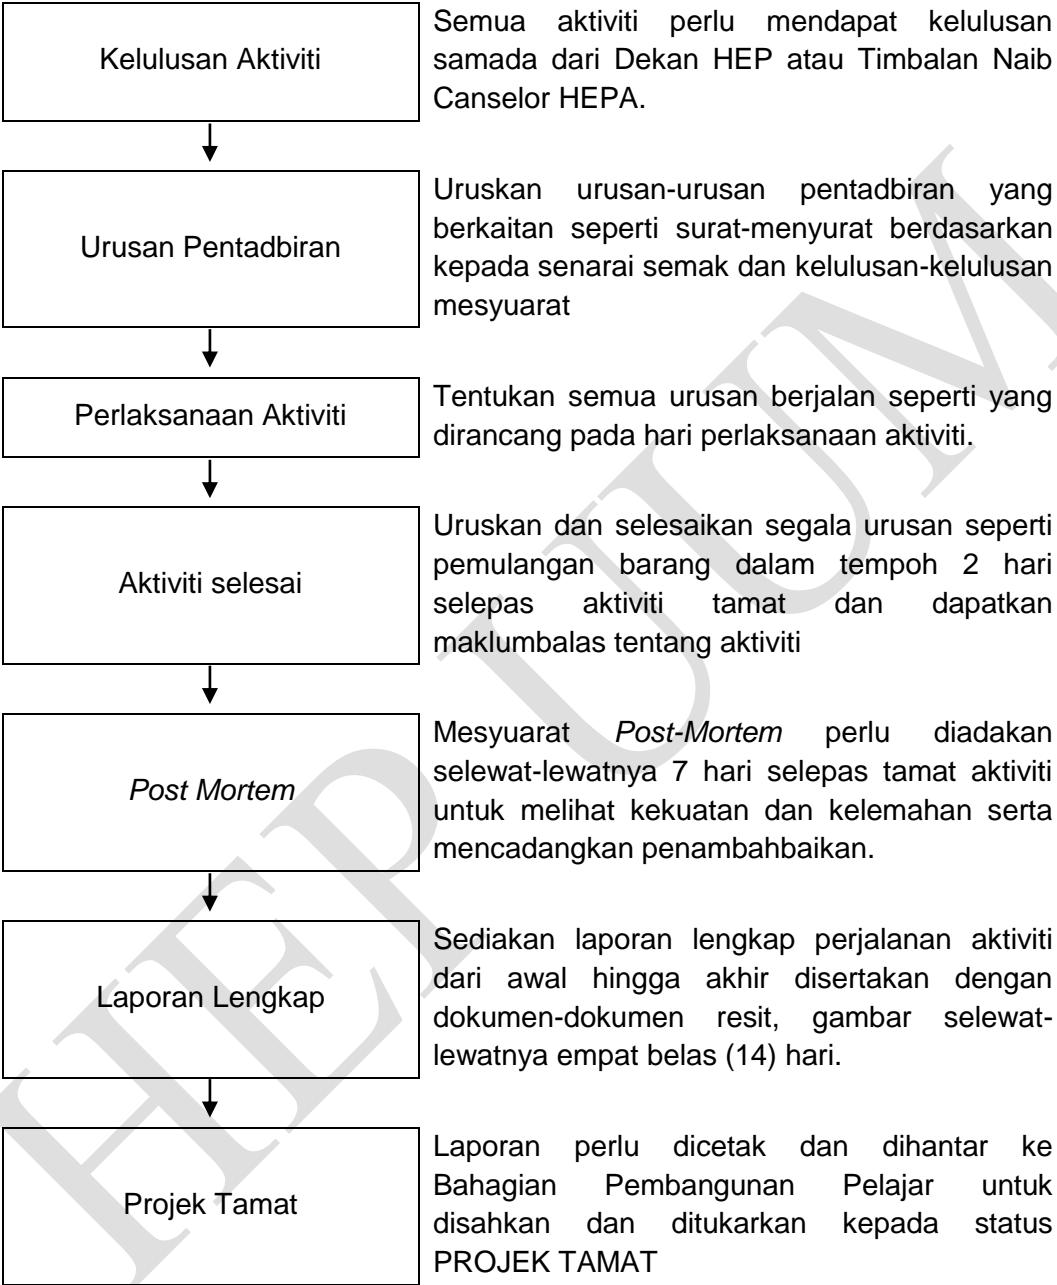 Kelulusan Aktiviti
Semua aktiviti perlu mendapat kelulusan
samada dari Dekan HEP atau Timbalan Naib
Canselor HEPA.
Urusan Pentadbiran
Uruskan urusan-urusan pentadbiran yang
berkaitan seperti surat-menyurat berdasarkan
kepada senarai semak dan kelulusan-kelulusan
mesyuarat
Perlaksanaan Aktiviti
Tentukan semua urusan berjalan seperti yang
dirancang pada hari perlaksanaan aktiviti.
Aktiviti selesai
Uruskan dan selesaikan segala urusan seperti
pemulangan barang dalam tempoh 2 hari
selepas aktiviti tamat dan dapatkan
maklumbalas tentang aktiviti
Post Mortem
Mesyuarat Post-Mortem perlu diadakan
selewat-lewatnya 7 hari selepas tamat aktiviti
untuk melihat kekuatan dan kelemahan serta
mencadangkan penambahbaikan.
Laporan Lengkap
Sediakan laporan lengkap perjalanan aktiviti
dari awal hingga akhir disertakan dengan
dokumen-dokumen resit, gambar selewat-
lewatnya empat belas (14) hari.
Projek Tamat
Laporan perlu dicetak dan dihantar ke
Bahagian Pembangunan Pelajar untuk
disahkan dan ditukarkan kepada status
PROJEK TAMAT
HEP UUM